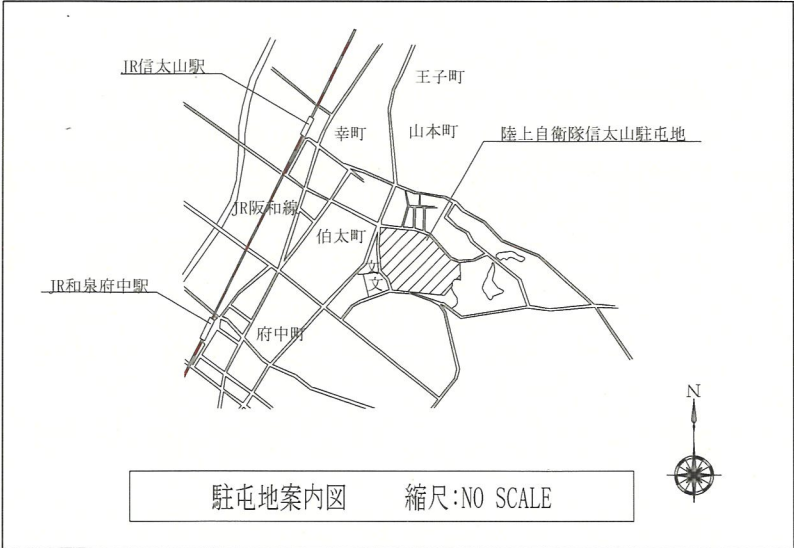 JR信太山駅
王子町
幸町
山本町
陸上自衛隊信太山駐屯地
JR阪和線
伯太町
文
文
JR和泉府中駅
府中町
N
駐屯地案内図 縮尺:NO SCALE